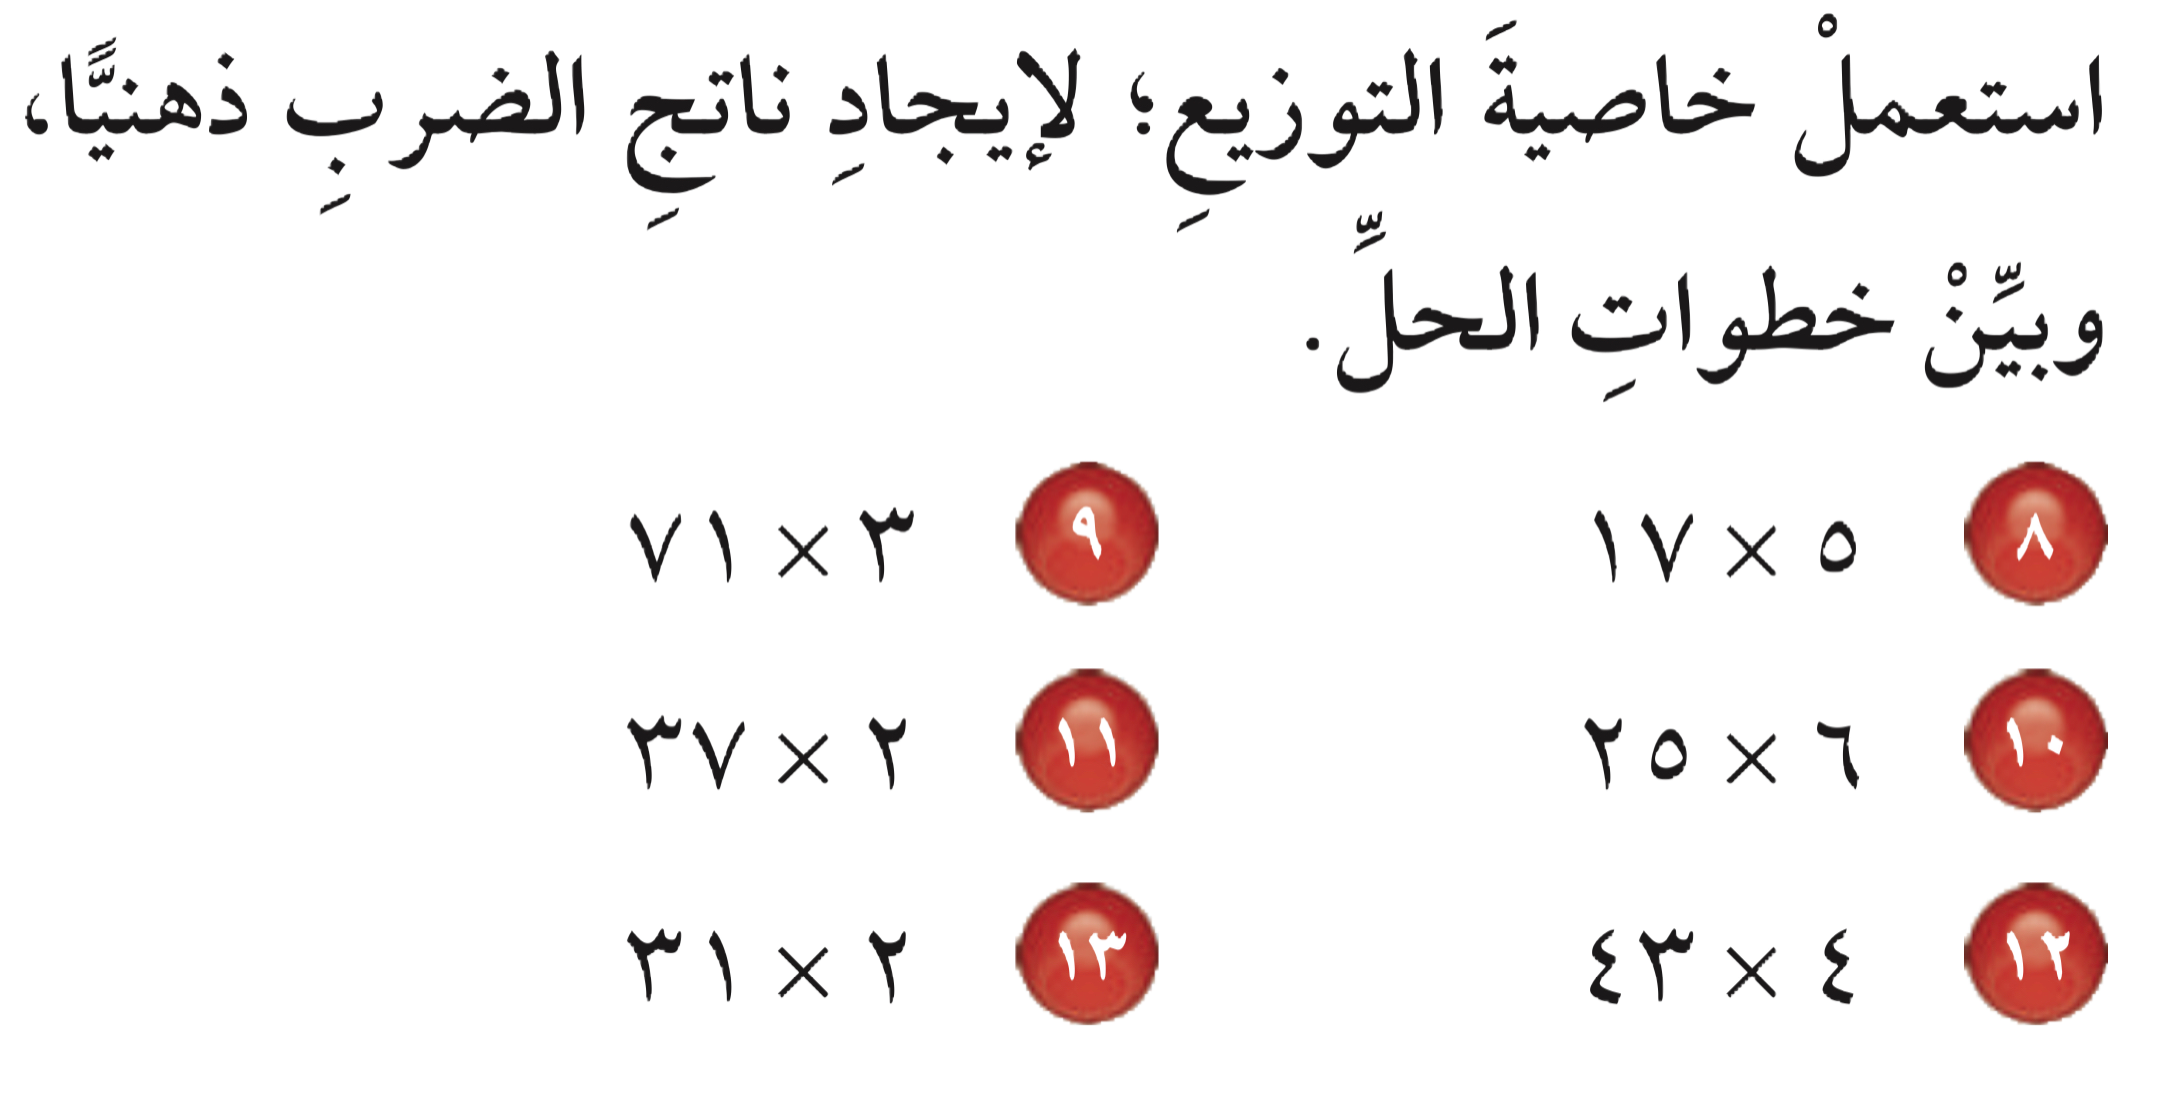 استعملْ خاصيةَ التوزيعِ؛ لإيجادِ ناتجِ الضربِ ذهنيًّا،
وبيِّنْ خطواتِ الحلِّ.
٨ ٥ × ١٧ ٩ ٣ × ٧١
١٠ ٦ × ٢٥ ١١ ٢ × ٣٧
١٢ ٤ × ٤٣ ١٣ ٢ × ٣١